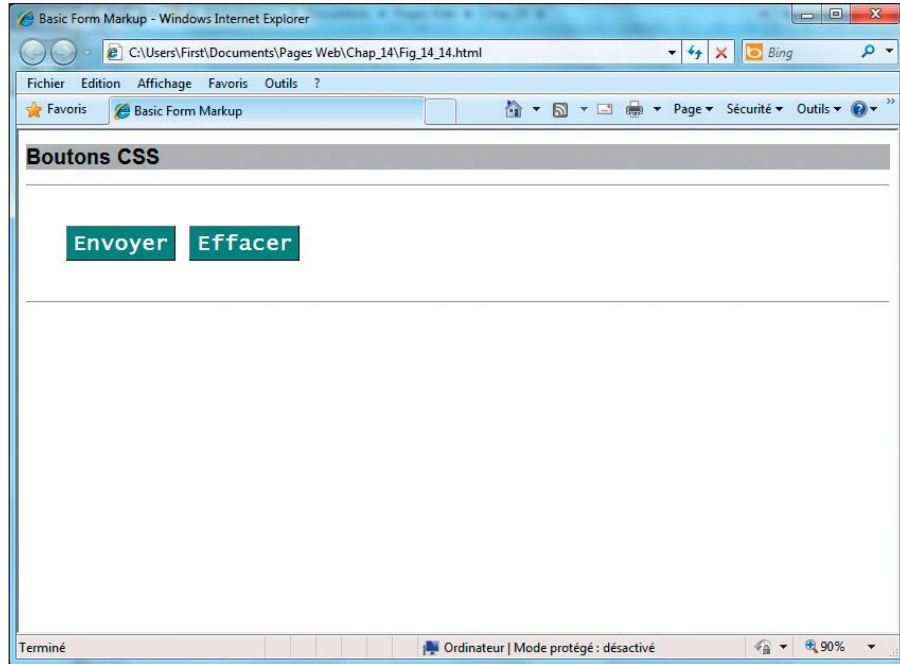 Basic Form Markup - Windows Internet Explorer
C:\Users\First\Documents\Pages Web\Chap_14\Fig_14_14.html
Bing
Fichier Edition Affichage Favoris Outils ?
Favoris Basic Form Markup Page Sécurité Outils
Boutons CSS
Envoyer Effacer
Terminé Ordinateur | Mode protégé : désactivé 90%